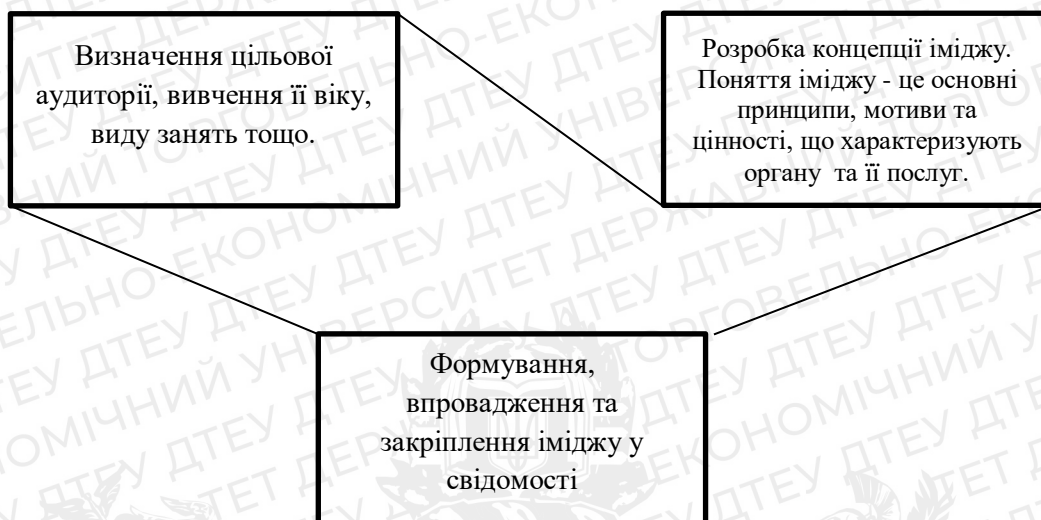 Визначення цільової
аудиторії, вивчення її віку,
виду занять тощо.
Розробка концепції іміджу.
Поняття іміджу - це основні
принципи, мотиви та
цінності, що характеризують
органу та її послуг.
Формування,
впровадження та
закріплення іміджу у
свідомості